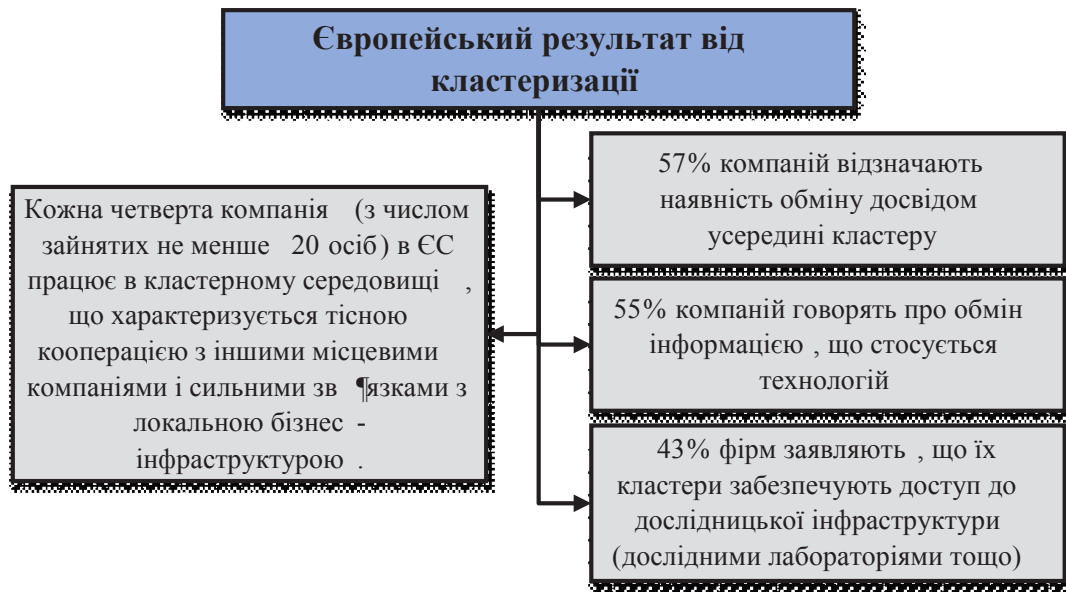 Європейський результат від
кластеризації
Кожна четверта компанія (з числом
зайнятих не менше 20 осіб) в ЄС
працює в кластерному середовищі ,
що характеризується тісною
кооперацією з іншими місцевими
компаніями і сильними зв ¶язками з
локальною бізнес -
інфраструктурою .
57% компаній відзначають
наявність обміну досвідом
усередині кластеру
55% компаній говорять про обмін
інформацією , що стосується
технологій
43% фірм заявляють , що їх
кластери забезпечують доступ до
дослідницької інфраструктури
(дослідними лабораторіями тощо)